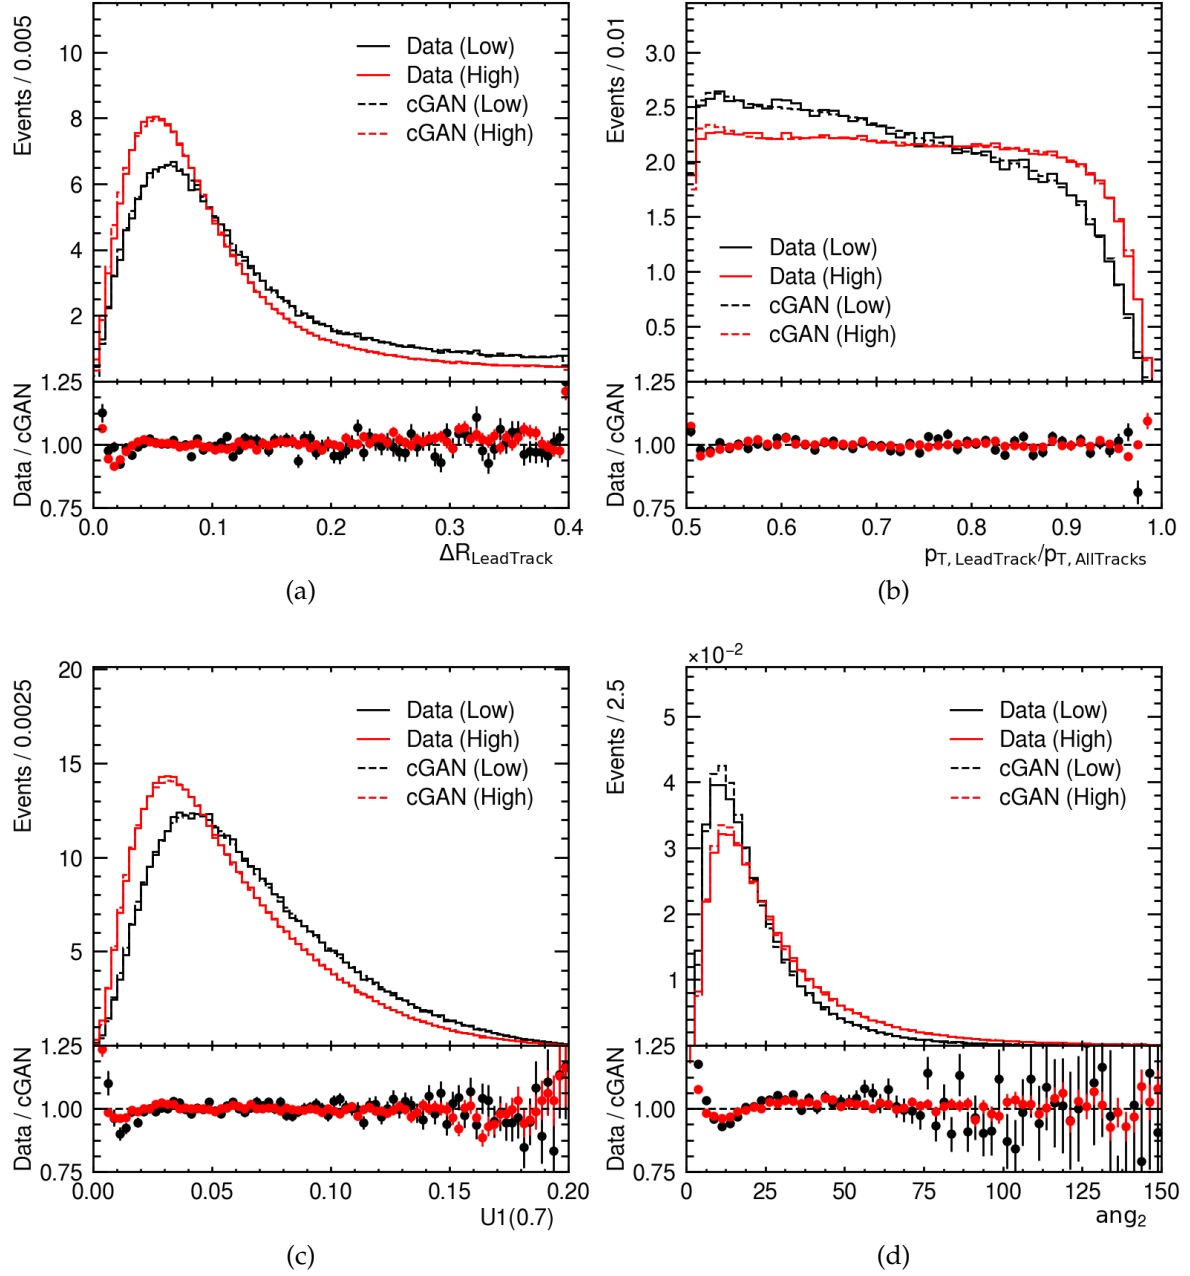 Events / 0.005
10
8
6
4
2
Data (Low)
Data (High)
cGAN (Low)
cGAN (High)
Data / cGAN
1.25
1.00
0.75
0.0
0.1
0.2
0.3
0.4
ΔR_LeadTrack
(a)
Events / 0.01
3.0
2.5
2.0
1.5
1.0
0.5
Data (Low)
Data (High)
cGAN (Low)
cGAN (High)
Data / cGAN
1.25
1.00
0.75
0.5
0.6
0.7
0.8
0.9
1.0
p_T, LeadTrack/p_T, AllTracks
(b)
Events / 0.0025
20
15
10
5
Data (Low)
Data (High)
cGAN (Low)
cGAN (High)
Data / cGAN
1.25
1.00
0.75
0.00
0.05
0.10
0.15
0.20
U1(0.7)
(c)
×10⁻²
Events / 2.5
5
4
3
2
1
Data (Low)
Data (High)
cGAN (Low)
cGAN (High)
Data / cGAN
1.25
1.00
0.75
0
25
50
75
100
125
150
ang₂
(d)